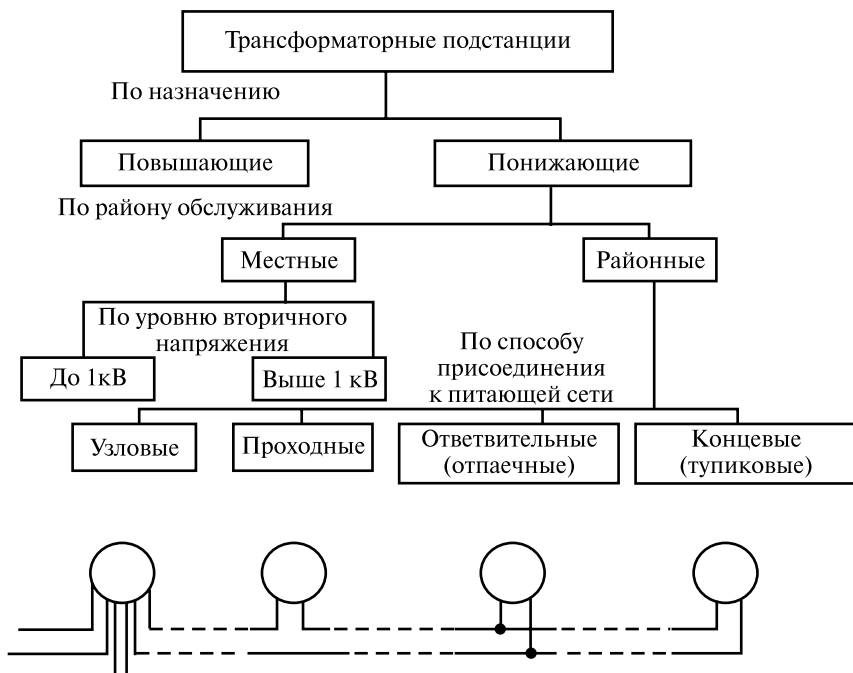 Трансформаторные подстанции
По назначению
Повышающие
Понижающие
По району обслуживания
Местные
Районные
По уровню вторичного
напряжения
До 1кВ
Выше 1 кВ
По способу
присоединения
к питающей сети
Узловые
Проходные
Ответвительные
(отпаечные)
Концевые
(тупиковые)